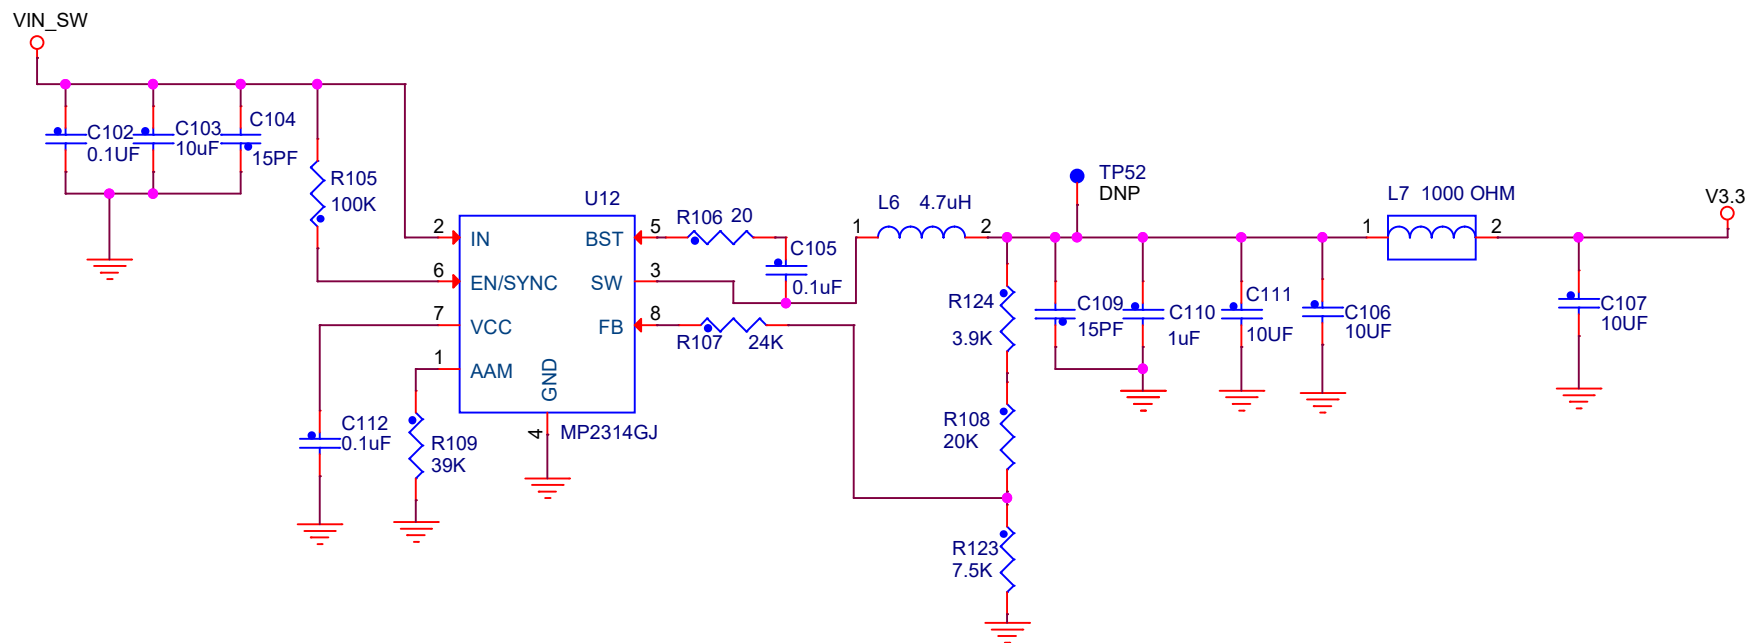 VIN_SW
C102
0.1UF
C103
10uF
C104
15PF
R105
100K
U12
2
IN
6
EN/SYNC
7
VCC
1
AAM
BST
5
SW
3
FB
8
GND
4
MP2314GJ
R106 20
C105
0.1uF
R107 24K
C112
0.1uF
R109
39K
1
L6 4.7uH
2
TP52
DNP
R124
3.9K
R108
20K
R123
7.5K
C109
15PF
C110
1uF
C111
10UF
C106
10UF
1
L7 1000 OHM
2
C107
10UF
V3.3